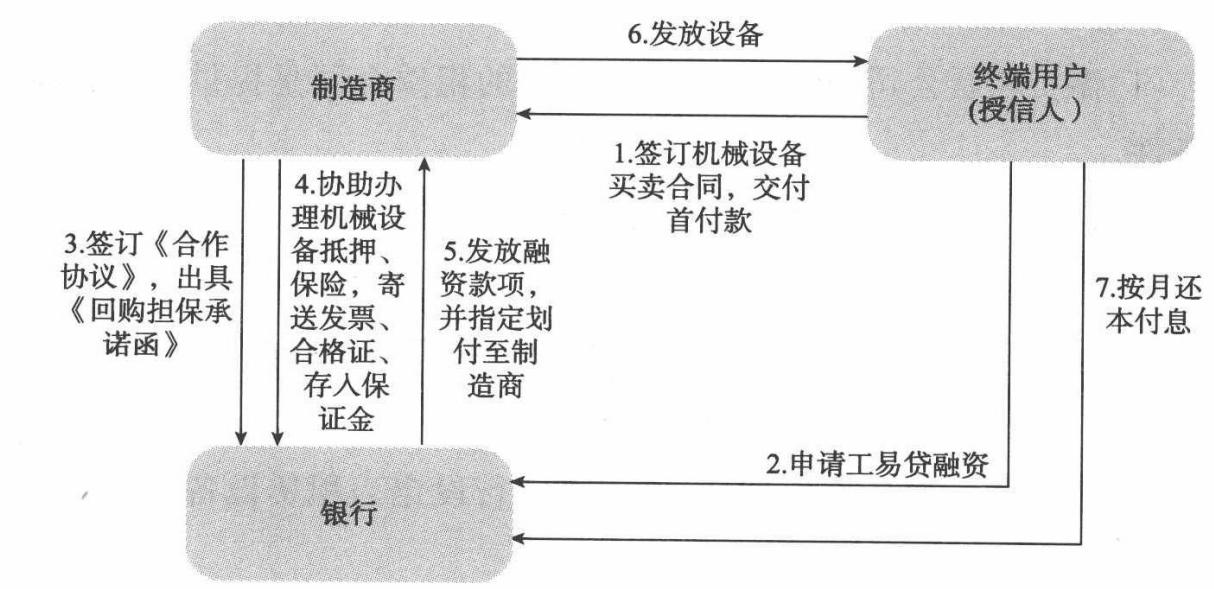 6.发放设备
制造商
终端用户
(授信人)
1.签订机械设备
买卖合同，交付
首付款
3.签订《合作
协议》，出具
《回购担保承
诺函》
4.协助办
理机械设
备抵押、
保险，寄
送发票、
合格证、
存入保
证金
5.发放融
资款项，
并指定划
付至制
造商
7.按月还
本付息
2.申请工易贷融资
银行